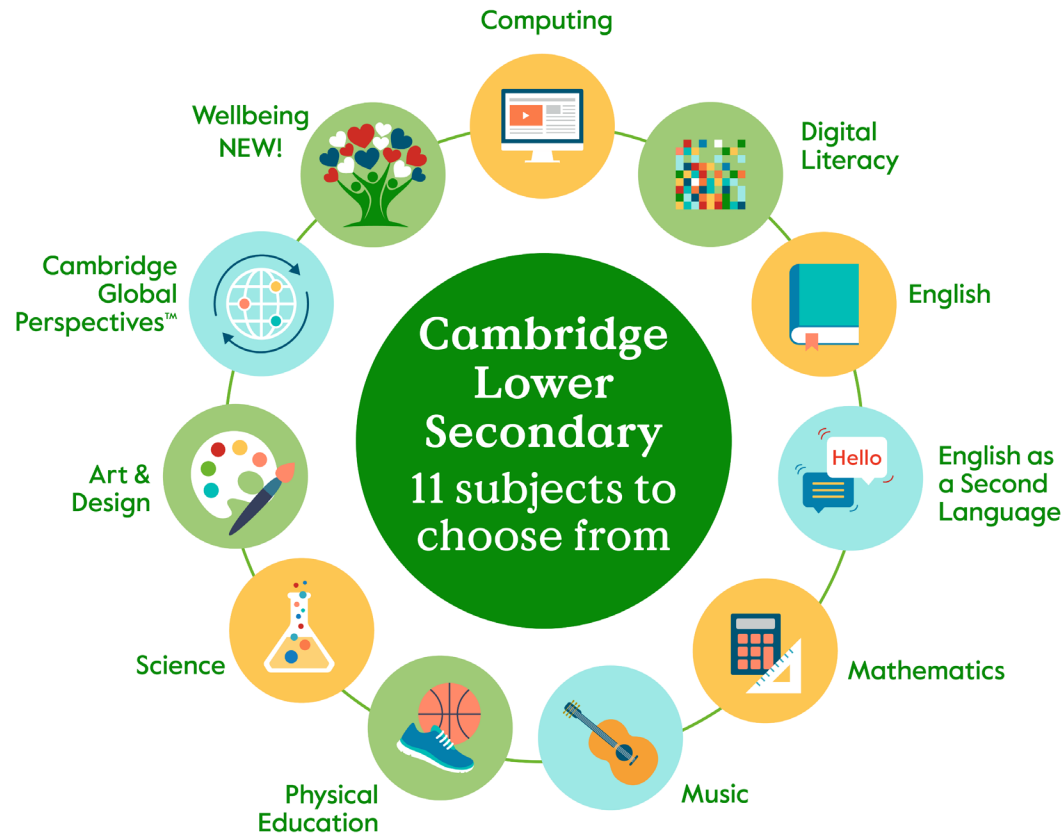 Computing
Digital
Literacy
English
Hello
English as
a Second
Language
Mathematics
Music
Physical
Education
Science
Art &
Design
Cambridge
Global
Perspectives™
Wellbeing
NEW!
Cambridge
Lower
Secondary
11 subjects to
choose from